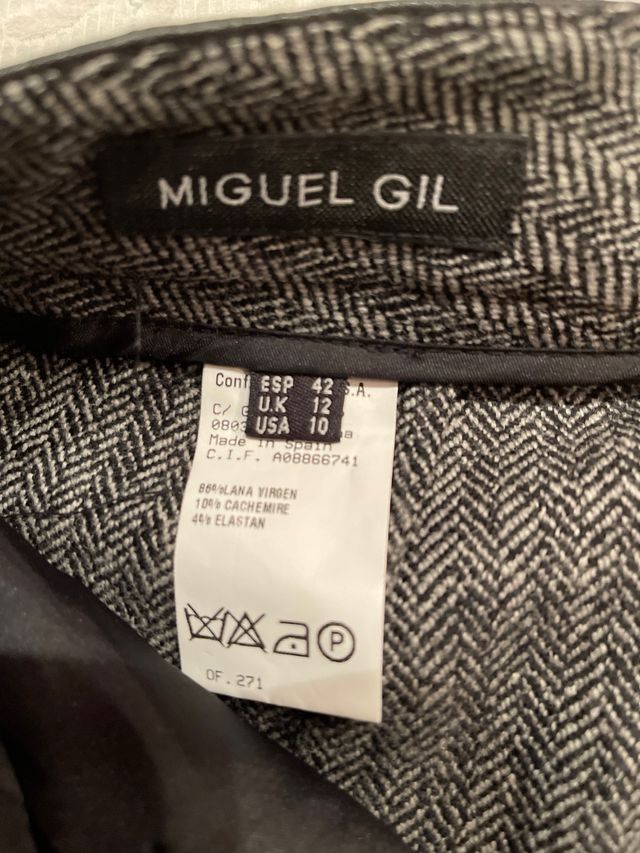 MIGUEL GIL
ESP 42
U.K 12
USA 10
Conf S.A.
C/
Made in Spain
C.I.F. A08866741
86%LANA VIRGEN
10% CACHEMIRE
4% ELASTAN
P
OF.271